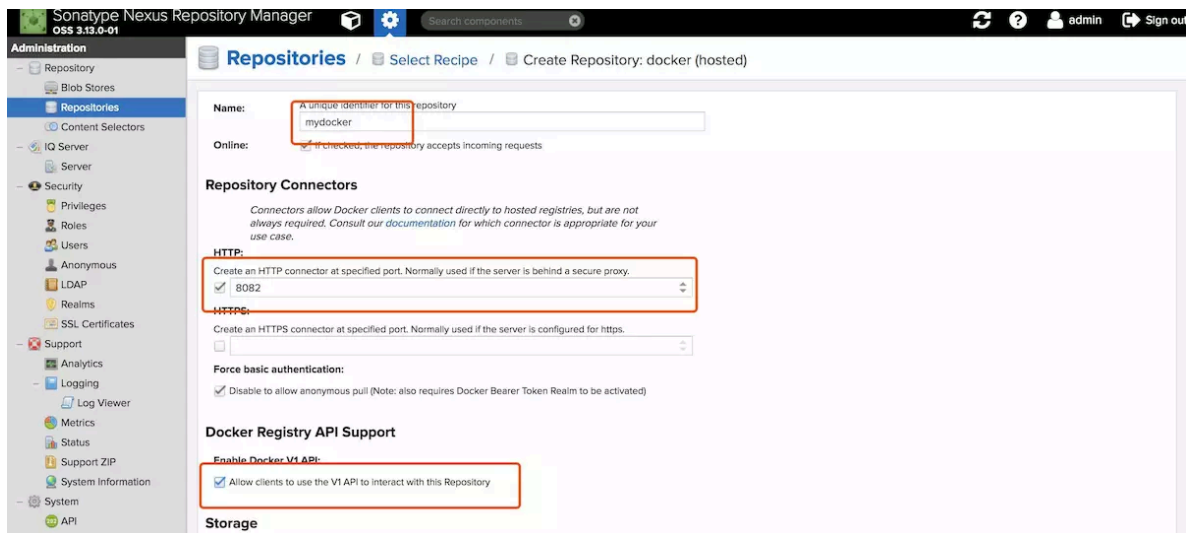 Sonatype Nexus Repository Manager
OSS 3.13.0-01
Search components
admin
Sign out
Administration
Repository
Blob Stores
Repositories
Content Selectors
IQ Server
Server
Security
Privileges
Roles
Users
Anonymous
LDAP
Realms
SSL Certificates
Support
Analytics
Logging
Log Viewer
Metrics
Status
Support ZIP
System Information
System
API
Repositories / Select Recipe / Create Repository: docker (hosted)
Name:
A unique identifier for this repository
mydocker
Online:
If checked, the repository accepts incoming requests
Repository Connectors
Connectors allow Docker clients to connect directly to hosted registries, but are not
always required. Consult our documentation for which connector is appropriate for your
use case.
HTTP:
Create an HTTP connector at specified port. Normally used if the server is behind a secure proxy.
8082
HTTPS:
Create an HTTPS connector at specified port. Normally used if the server is configured for https.
Force basic authentication:
Disable to allow anonymous pull (Note: also requires Docker Bearer Token Realm to be activated)
Docker Registry API Support
Enable Docker V1 API:
Allow clients to use the V1 API to interact with this Repository
Storage